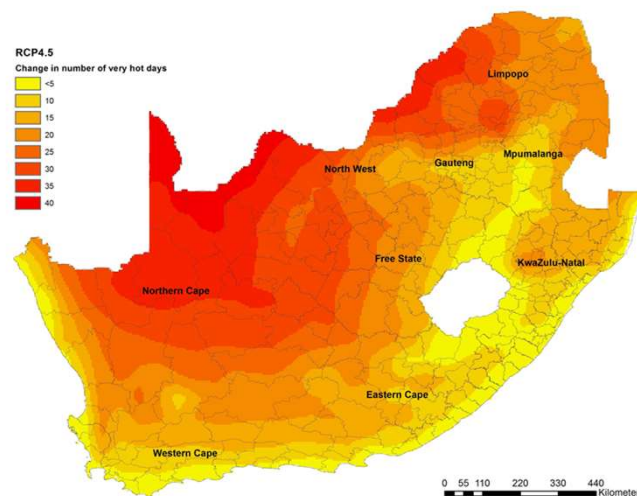 RCP4.5
Change in number of very hot days
<5
10
15
20
25
30
35
40
Limpopo
Mpumalanga
North West
Gauteng
Free State
KwaZulu-Natal
Northern Cape
Eastern Cape
Western Cape
0 55 110 220 330 440
Kilomete